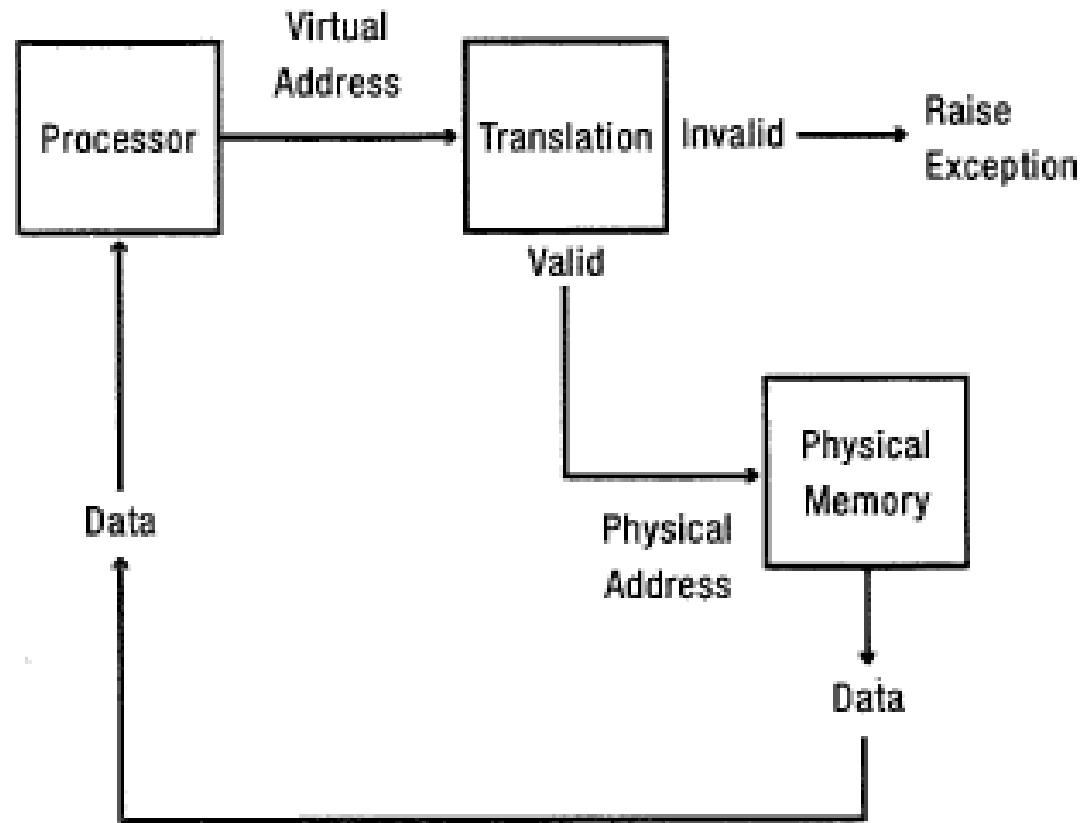 Virtual
Address
Processor
Translation
Invalid
Raise
Exception
Valid
Physical
Memory
Physical
Address
Data
Data